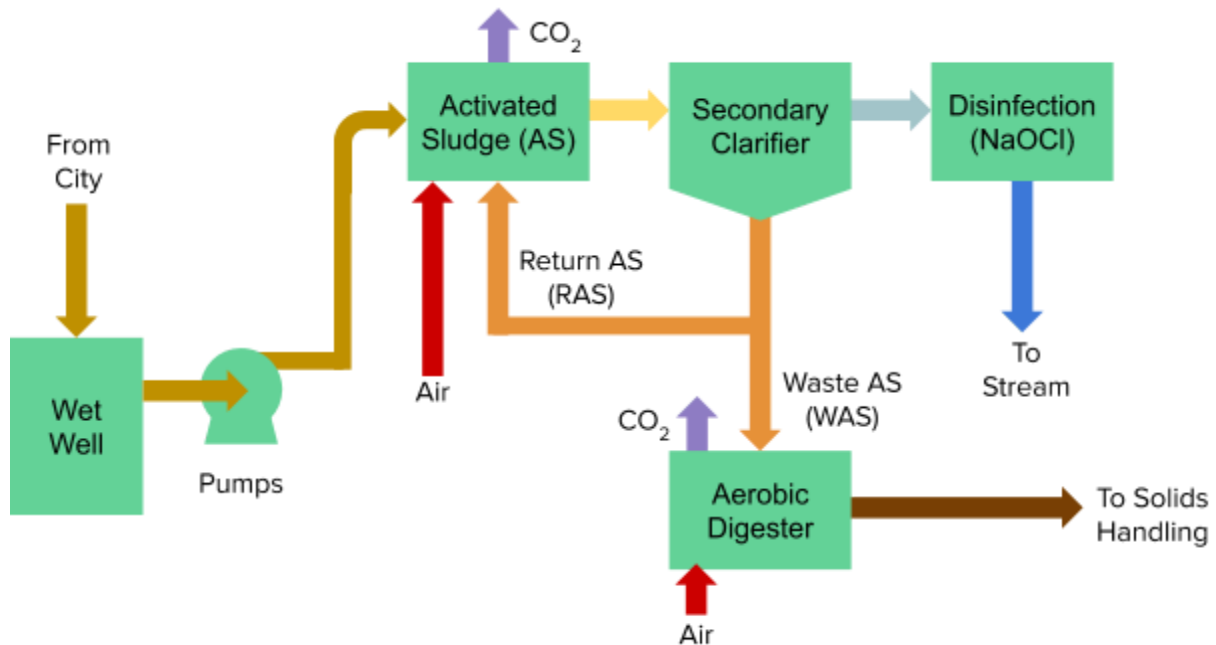 CO₂
Activated
Sludge (AS)
Secondary
Clarifier
Disinfection
(NaOCl)
From
City
Return AS
(RAS)
To
Stream
Air
Wet
Well
Pumps
Waste AS
(WAS)
CO₂
Aerobic
Digester
To Solids
Handling
Air